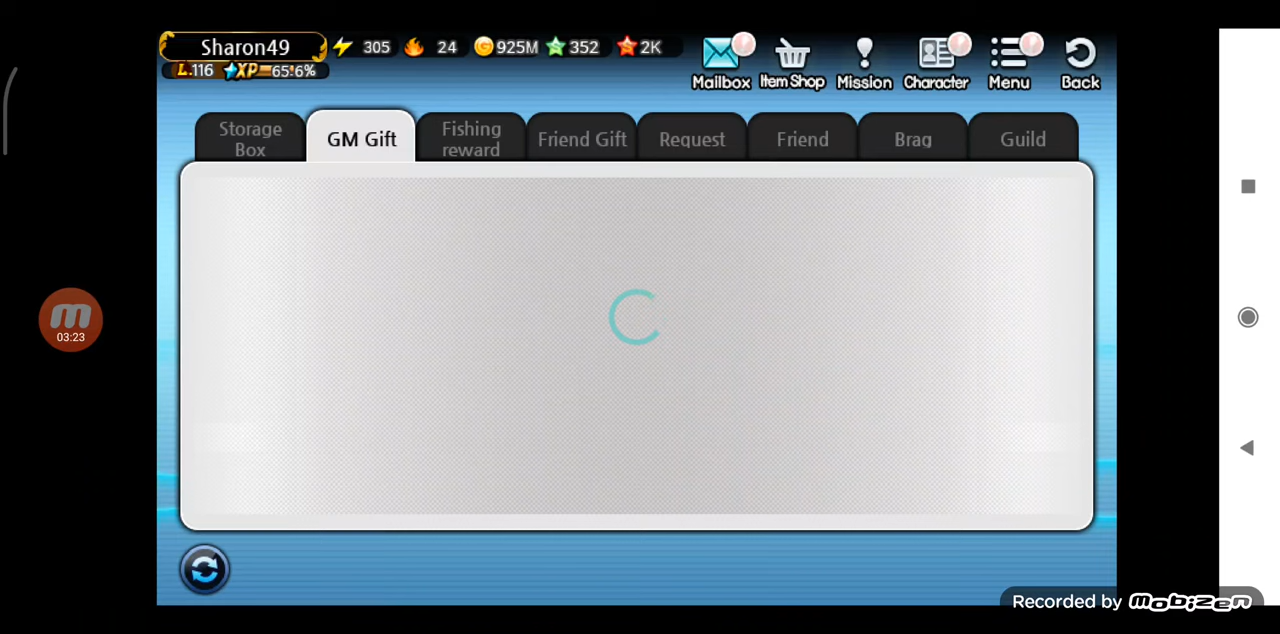 Sharon49
305
24
925M
352
2K
L.116
XP
65.6%
Mailbox
Item Shop
Mission
Character
Menu
Back
Storage
Box
GM Gift
Fishing
reward
Friend Gift
Request
Friend
Brag
Guild
03:23
Recorded by mobizen